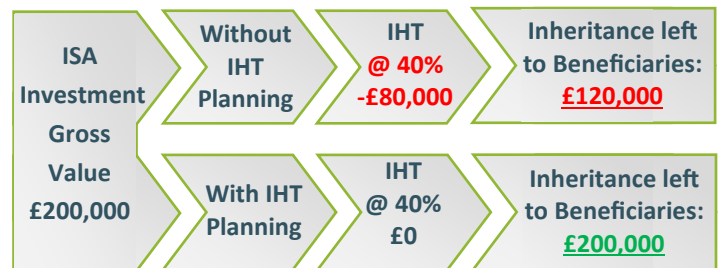 ISA
Investment
Gross
Value
£200,000
Without
IHT
Planning
IHT
@ 40%
-£80,000
Inheritance left
to Beneficiaries:
£120,000
With IHT
Planning
IHT
@ 40%
£0
Inheritance left
to Beneficiaries:
£200,000